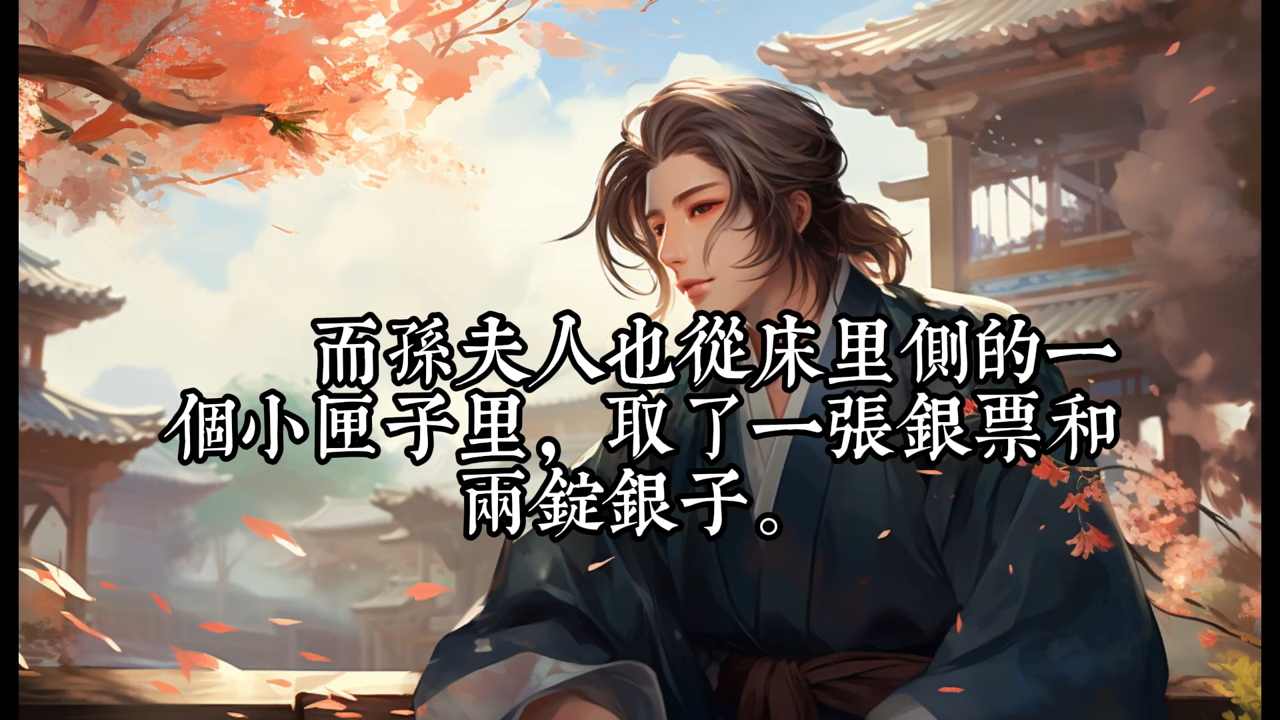 而孫夫人也從床里側的一
個小匣子里，取了一張銀票和
兩錠銀子。